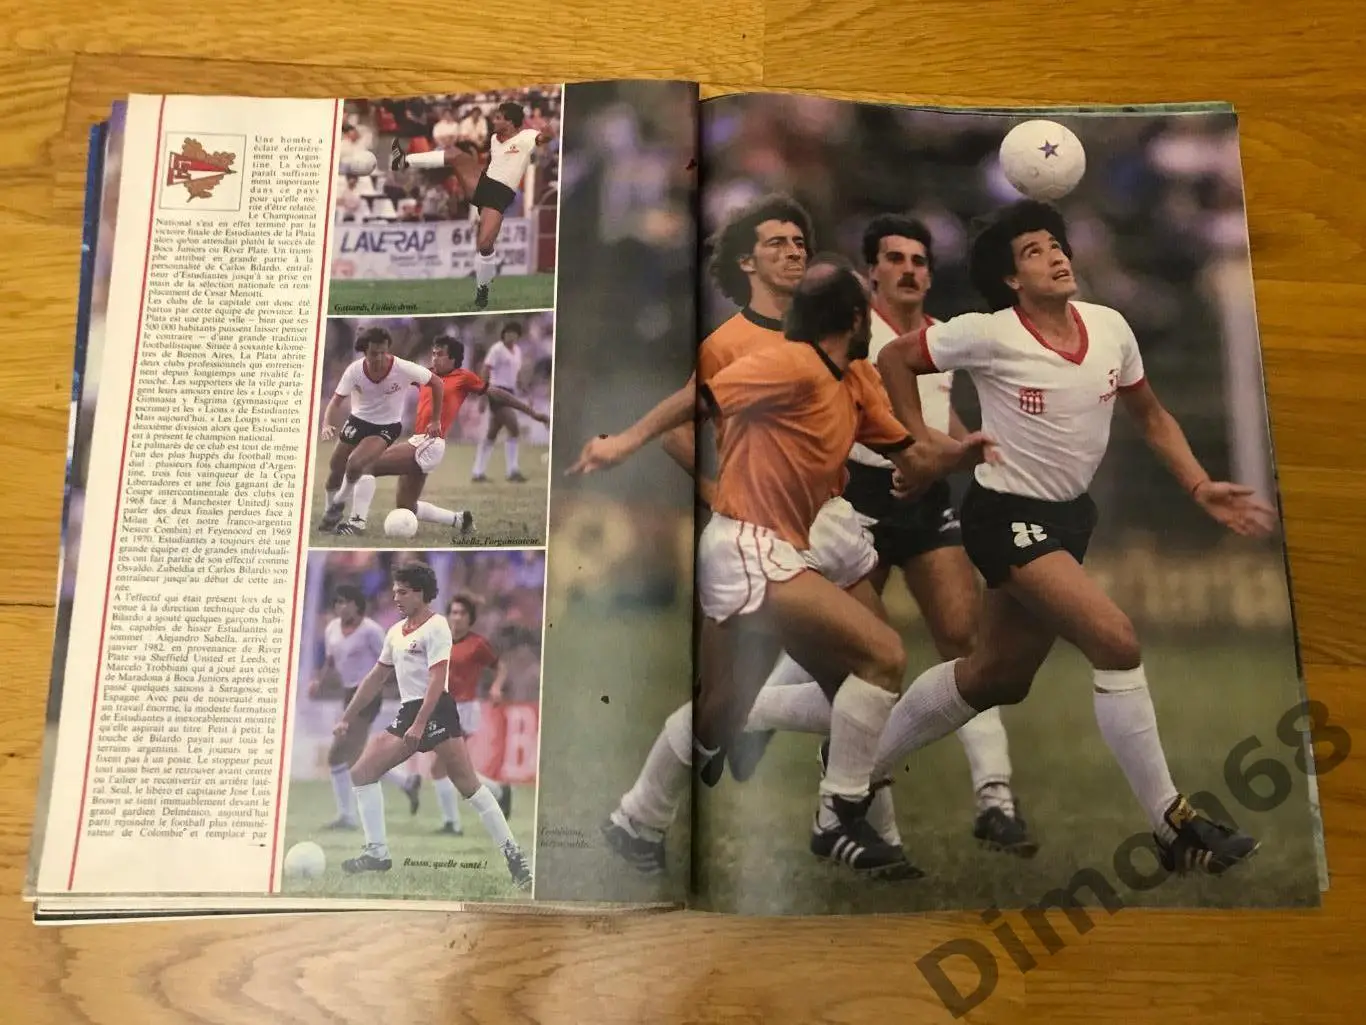 Une bombe a
éclaté dernière-
ment en Argen-
tine. La chose
paraît suffisam-
ment importante
dans ce pays
pour qu'elle mé-
rite d'être relatée.
Le Championnat
National s'est en effet terminé par la
victoire finale de Estudiantes de la Plata
alors qu'on attendait plutôt le succès de
Boca Juniors ou River Plate. Un triom-
phe attribué en grande partie à la
personnalité de Carlos Bilardo, entraî-
neur d'Estudiantes jusqu'à sa prise en
main de la sélection nationale en rem-
placement de Cesar Menotti.
Les clubs de la capitale ont donc été
battus par cette équipe de province. La
Plata est une petite ville — bien que ses
500 000 habitants puissent laisser penser
le contraire — d'une grande tradition
footballistique. Située à soixante kilomè-
tres de Buenos Aires, La Plata abrite
deux clubs professionnels qui entretien-
nent depuis longtemps une rivalité fa-
rouche. Les supporters de la ville parta-
gent leurs amours entre les « Loups » de
Gimnasia y Esgrima (gymnastique et
escrime) et les « Lions » de Estudiantes.
Mais aujourd'hui, « Les Loups » sont en
deuxième division alors que Estudiantes
est à présent le champion national.
Le palmarès de ce club est tout de même
l'un des plus huppés du football mon-
dial : plusieurs fois champion d'Argen-
tine, trois fois vainqueur de la Copa
Libertadores et une fois gagnant de la
Coupe intercontinentale des clubs (en
1968 face à Manchester United) sans
parler des deux finales perdues face à
Milan AC (et notre franco-argentin
Nestor Combin) et Feyenoord en 1969
et 1970. Estudiantes a toujours été une
grande équipe et de grandes individuali-
tés ont fait partie de son effectif comme
Osvaldo. Zubeldia et Carlos Bilardo son
entraîneur jusqu'au début de cette an-
née.
A l'effectif qui était présent lors de sa
venue à la direction technique du club,
Bilardo a ajouté quelques garçons habi-
les, capables de hisser Estudiantes au
sommet : Alejandro Sabella, arrivé en
janvier 1982, en provenance de River
Plate via Sheffield United et Leeds, et
Marcelo Trobbiani qui a joué aux côtés
de Maradona à Boca Juniors après avoir
passé quelques saisons à Saragosse, en
Espagne. Avec peu de nouveauté mais
un travail énorme, la modeste formation
de Estudiantes a inexorablement montré
qu'elle aspirait au titre. Petit à petit, la
touche de Bilardo payait sur tous les
terrains argentins. Les joueurs ne se
fixent pas à un poste. Le stoppeur peut
tout aussi bien se retrouver avant centre
ou l'ailier se reconvertir en arrière laté-
ral. Seul, le libéro et capitaine Jose Luis
Brown se tient immuablement devant le
grand gardien Delménico, aujourd'hui
parti rejoindre le football plus rémuné-
rateur de Colombie et remplacé par
LAVERAP
Gattardi, l'ailier droit.
Sabella, l'organisateur.
Russo, quelle santé !
Trobbiani,
TOPPER
Dimon68